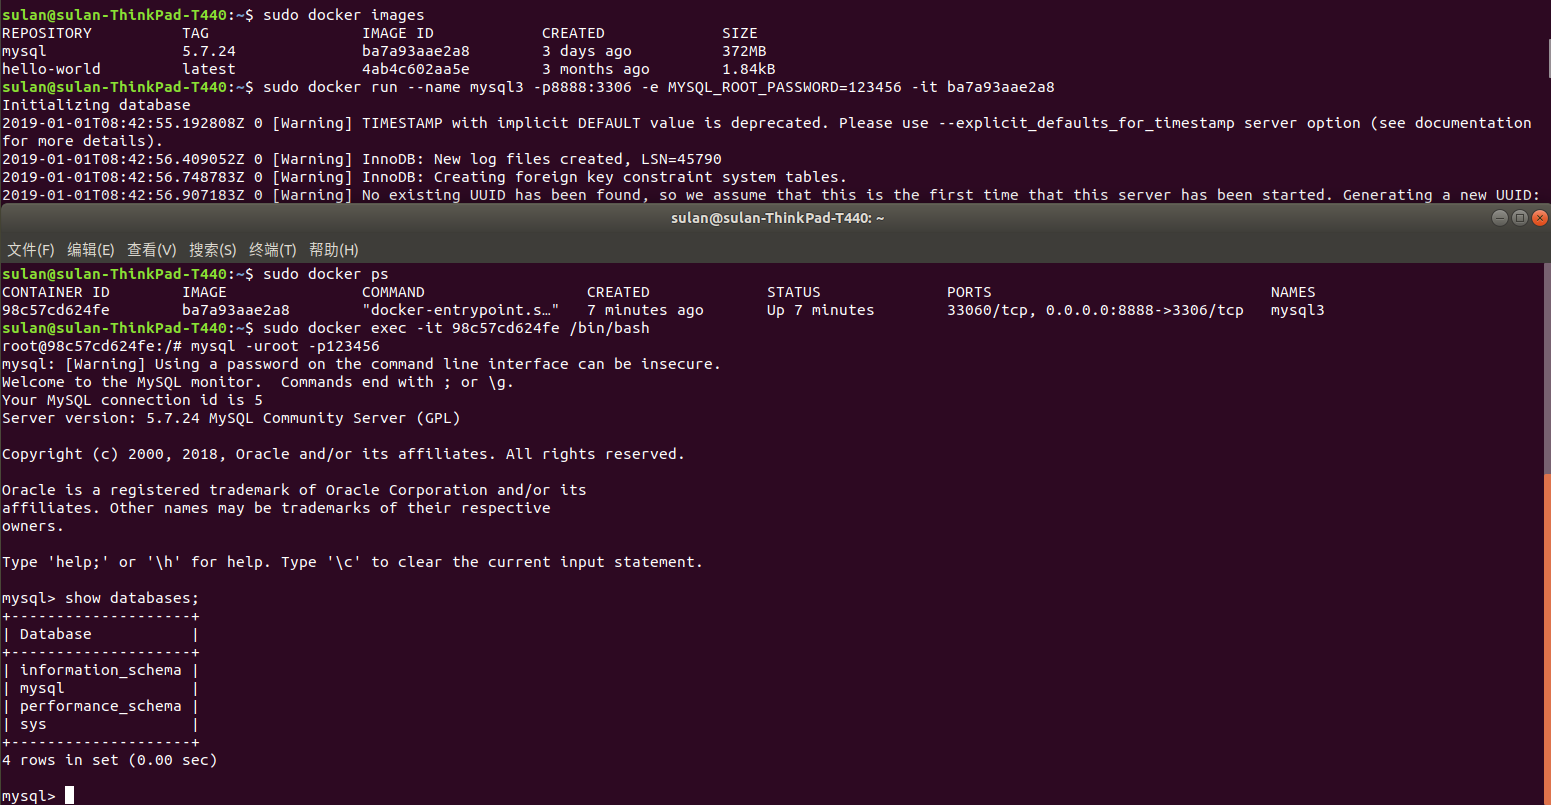 sulan@sulan-ThinkPad-T440:~$ sudo docker images
REPOSITORY          TAG                 IMAGE ID            CREATED             SIZE
mysql               5.7.24              ba7a93aae2a8        3 days ago          372MB
hello-world         latest              4ab4c602aa5e        3 months ago        1.84kB
sulan@sulan-ThinkPad-T440:~$ sudo docker run --name mysql3 -p8888:3306 -e MYSQL_ROOT_PASSWORD=123456 -it ba7a93aae2a8
Initializing database
2019-01-01T08:42:55.192808Z 0 [Warning] TIMESTAMP with implicit DEFAULT value is deprecated. Please use --explicit_defaults_for_timestamp server option (see documentation
for more details).
2019-01-01T08:42:56.409052Z 0 [Warning] InnoDB: New log files created, LSN=45790
2019-01-01T08:42:56.748783Z 0 [Warning] InnoDB: Creating foreign key constraint system tables.
2019-01-01T08:42:56.907183Z 0 [Warning] No existing UUID has been found, so we assume that this is the first time that this server has been started. Generating a new UUID:
sulan@sulan-ThinkPad-T440: ~
文件(F) 编辑(E) 查看(V) 搜索(S) 终端(T) 帮助(H)
sulan@sulan-ThinkPad-T440:~$ sudo docker ps
CONTAINER ID        IMAGE               COMMAND                  CREATED             STATUS              PORTS                               NAMES
98c57cd624fe        ba7a93aae2a8        "docker-entrypoint.s…"   7 minutes ago       Up 7 minutes        33060/tcp, 0.0.0.0:8888->3306/tcp   mysql3
sulan@sulan-ThinkPad-T440:~$ sudo docker exec -it 98c57cd624fe /bin/bash
root@98c57cd624fe:/# mysql -uroot -p123456
mysql: [Warning] Using a password on the command line interface can be insecure.
Welcome to the MySQL monitor.  Commands end with ; or \g.
Your MySQL connection id is 5
Server version: 5.7.24 MySQL Community Server (GPL)
Copyright (c) 2000, 2018, Oracle and/or its affiliates. All rights reserved.
Oracle is a registered trademark of Oracle Corporation and/or its
affiliates. Other names may be trademarks of their respective
owners.
Type 'help;' or '\h' for help. Type '\c' to clear the current input statement.
mysql> show databases;
+--------------------+
| Database           |
+--------------------+
| information_schema |
| mysql              |
| performance_schema |
| sys                |
+--------------------+
4 rows in set (0.00 sec)
mysql>